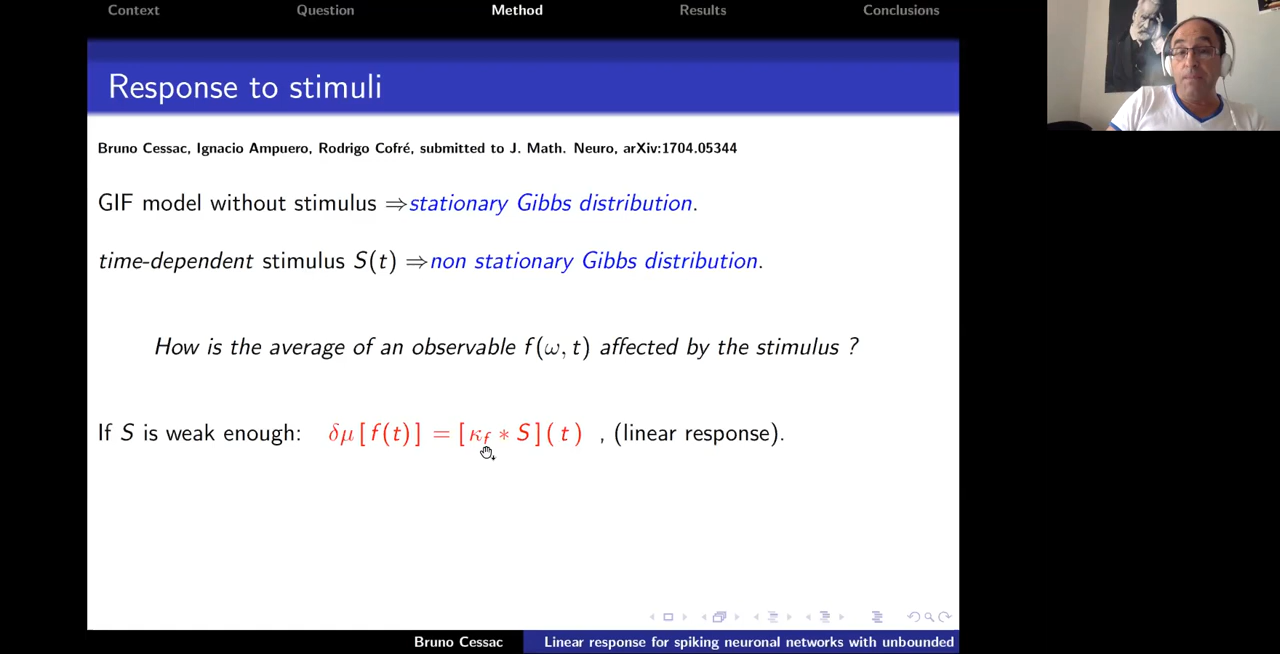 Context Question Method Results Conclusions
Response to stimuli
Bruno Cessac, Ignacio Ampuero, Rodrigo Cofré, submitted to J. Math. Neuro, arXiv:1704.05344
GIF model without stimulus ⇒stationary Gibbs distribution.
time-dependent stimulus S(t) ⇒non stationary Gibbs distribution.
How is the average of an observable f(ω, t) affected by the stimulus ?
If S is weak enough: δμ[f(t)] = [κ_f ∗ S](t) , (linear response).
Bruno Cessac Linear response for spiking neuronal networks with unbounded